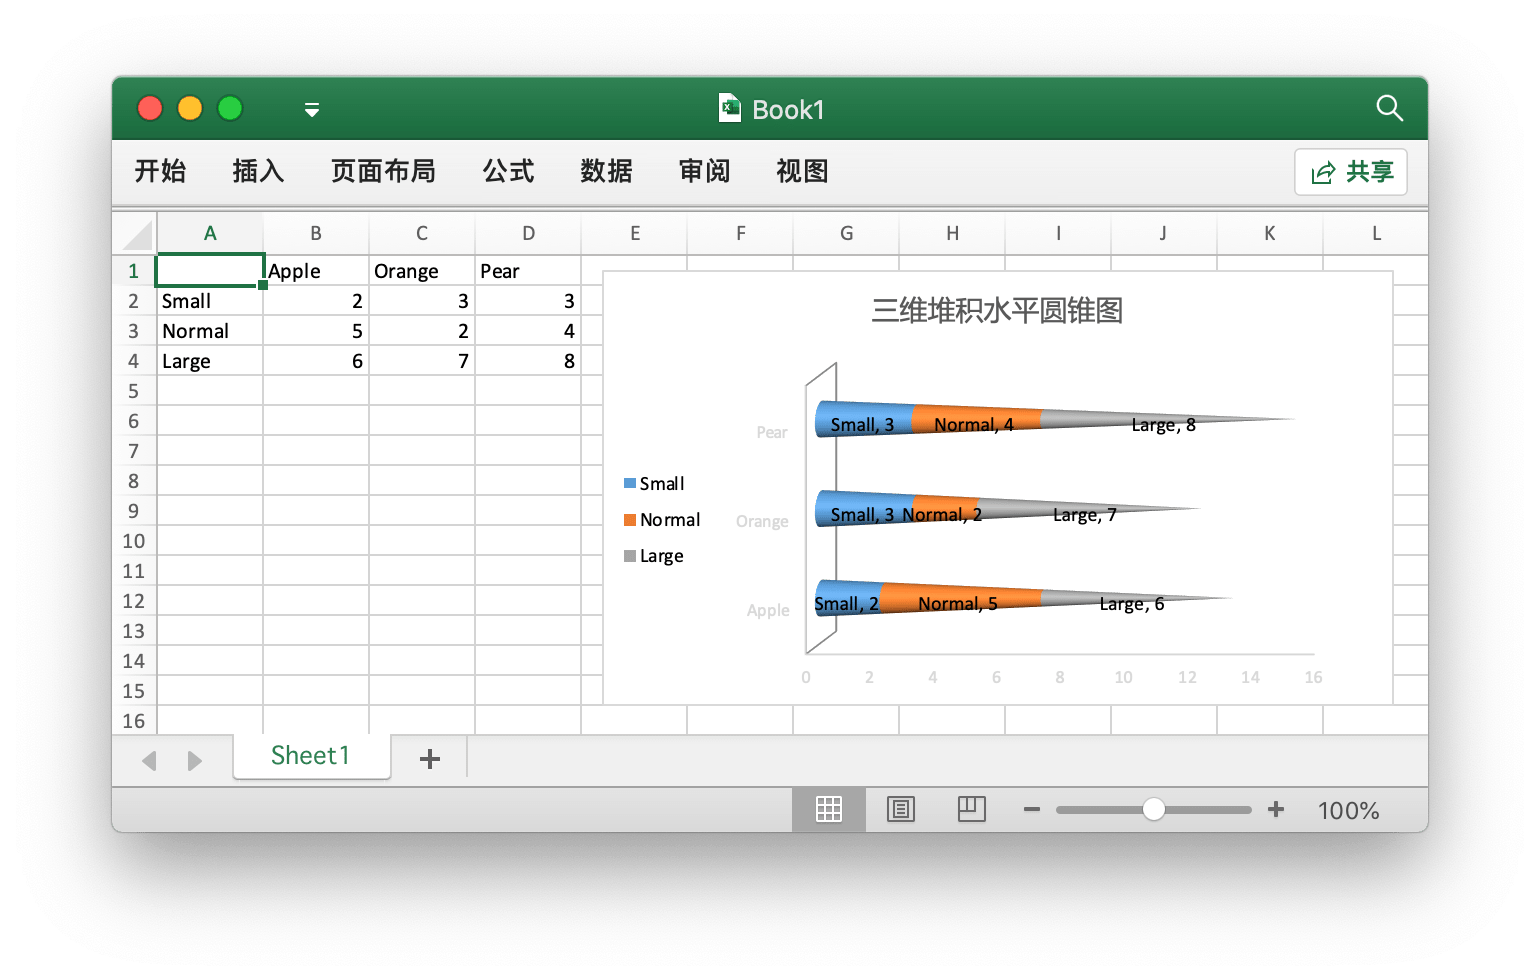 Book1
开始 插入 页面布局 公式 数据 审阅 视图 共享
A B C D E F G H I J K L
1 Apple Orange Pear
2 Small 2 3 3
3 Normal 5 2 4
4 Large 6 7 8
5
6
7
8
9
10
11
12
13
14
15
16
三维堆积水平圆锥图
Small
Normal
Large
Pear Small, 3 Normal, 4 Large, 8
Orange Small, 3 Normal, 2 Large, 7
Apple Small, 2 Normal, 5 Large, 6
0 2 4 6 8 10 12 14 16
Sheet1 +
100%